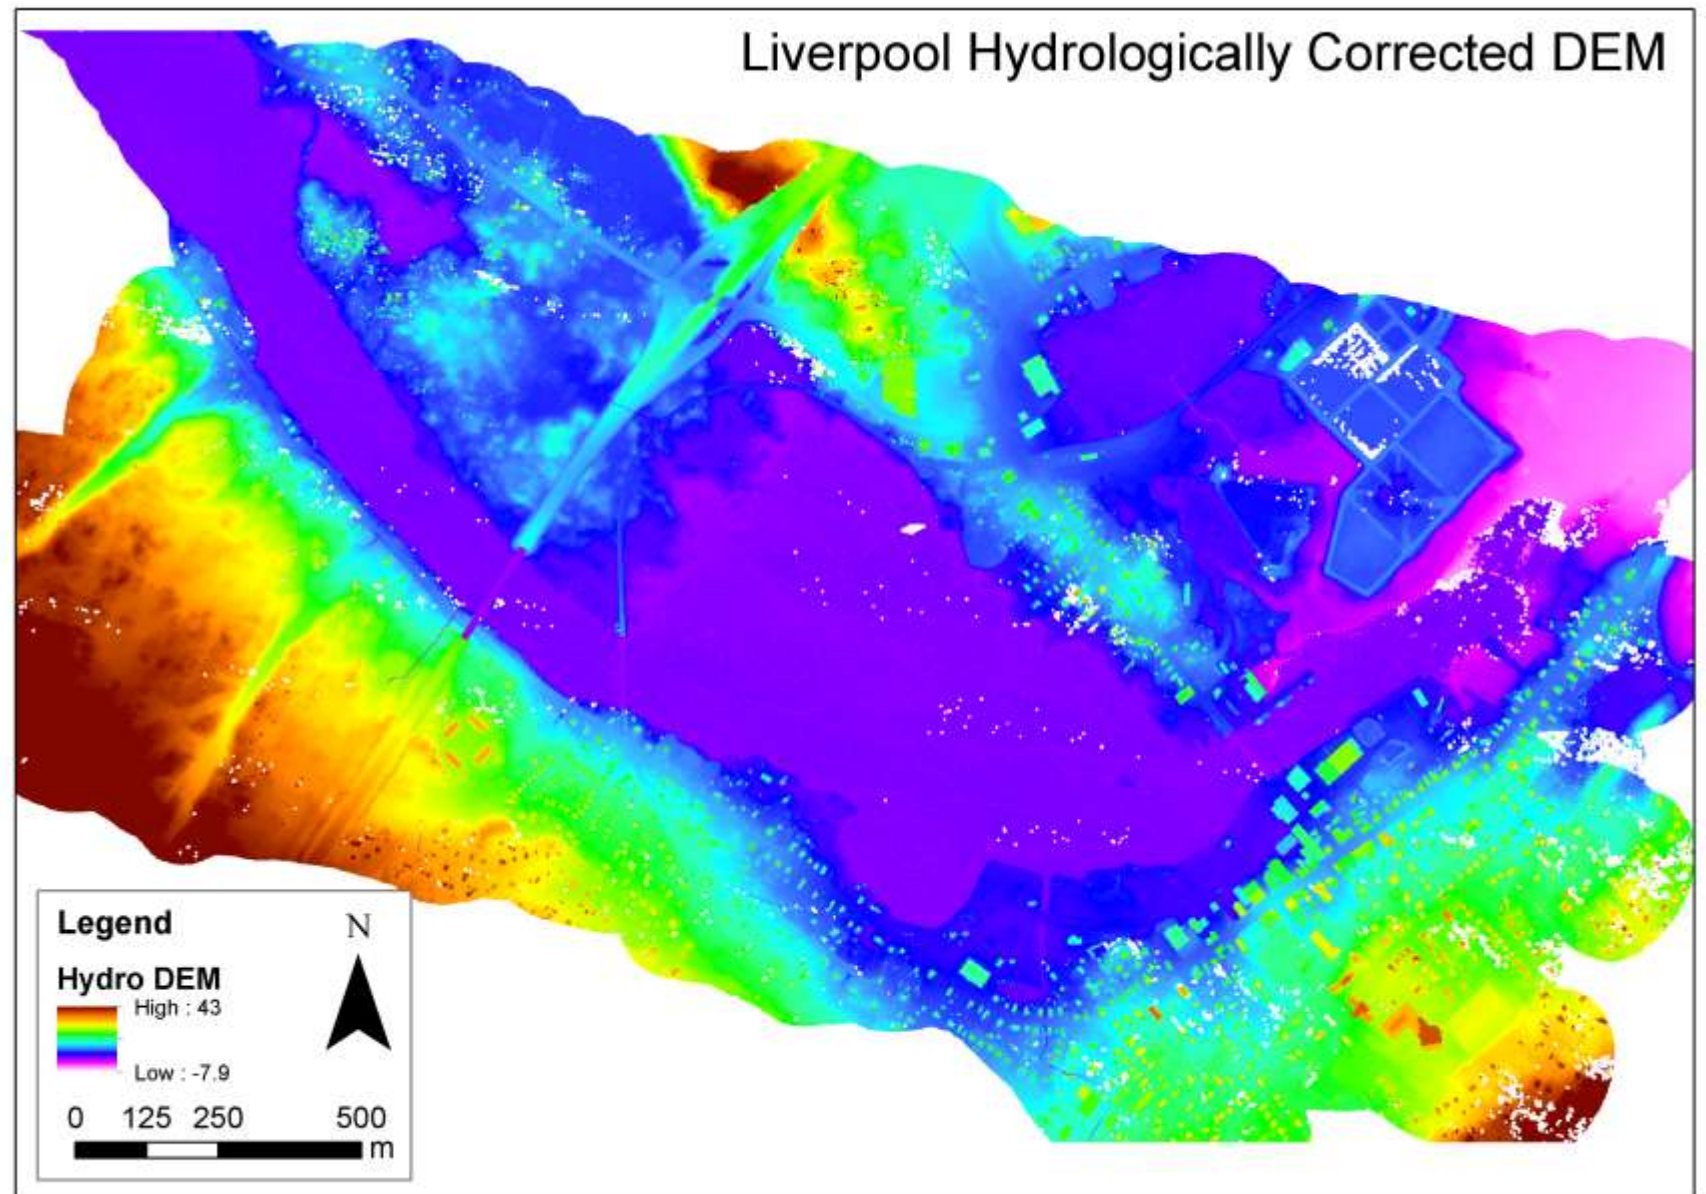 Liverpool Hydrologically Corrected DEM
Legend
N
Hydro DEM
High : 43
Low : -7.9
0 125 250 500
m